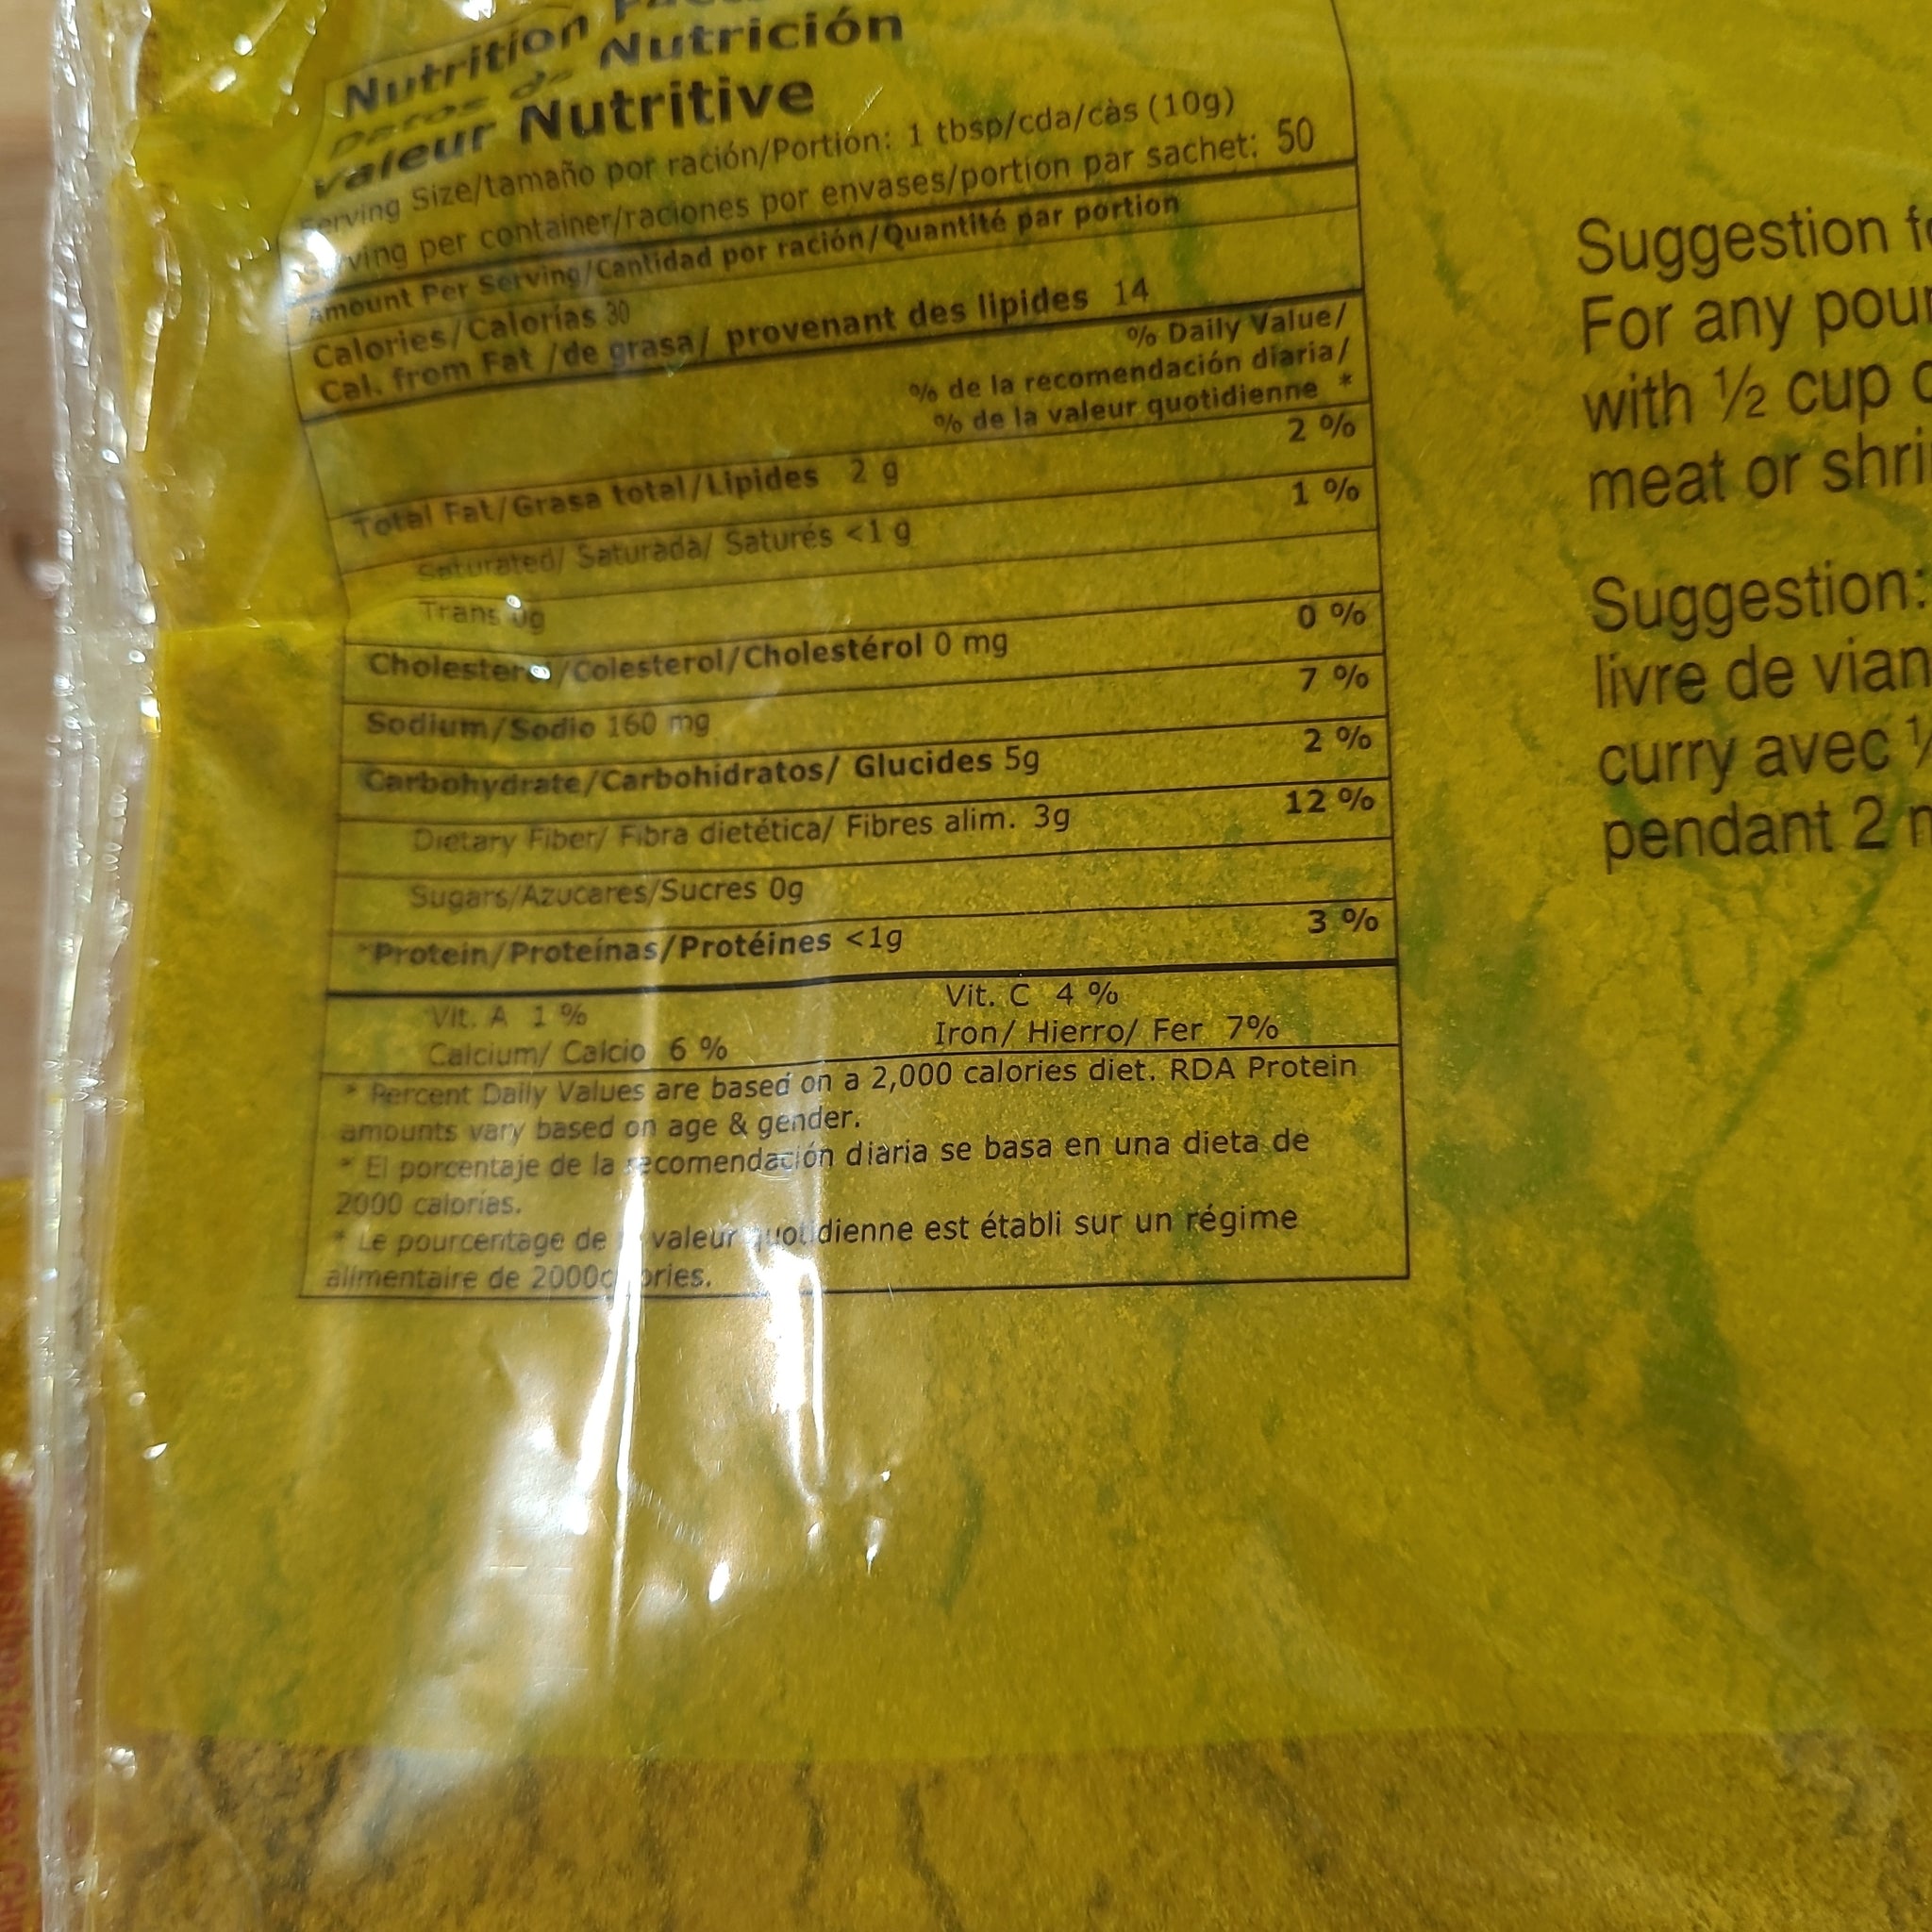 Nutrition
Datos de Nutrición
Valeur Nutritive
Serving Size/tamaño por ración/Portion: 1 tbsp/cda/càs (10g)
Serving per container/raciones por envases/portion par sachet: 50
Amount Per Serving/Cantidad por ración/Quantité par portion
Calories/Calorías 30
Cal. from Fat /de grasa/ provenant des lipides 14
% Daily Value/
% de la recomendación diaria/
% de la valeur quotidienne *
Total Fat/Grasa total/Lipides 2 g 2 %
Saturated/ Saturada/ Saturés <1 g 1 %
Trans 0g
Cholesterol/Colesterol/Cholestérol 0 mg 0 %
Sodium/Sodio 160 mg 7 %
Carbohydrate/Carbohidratos/ Glucides 5g 2 %
Dietary Fiber/ Fibra dietética/ Fibres alim. 3g 12 %
Sugars/Azucares/Sucres 0g
*Protein/Proteínas/Protéines <1g 3 %
Vit. A 1 % Vit. C 4 %
Calcium/ Calcio 6 % Iron/ Hierro/ Fer 7%
* Percent Daily Values are based on a 2,000 calories diet. RDA Protein
amounts vary based on age & gender.
* El porcentaje de la recomendación diaria se basa en una dieta de
2000 calorías.
* Le pourcentage de valeur quotidienne est établi sur un régime
alimentaire de
Suggestion
For any
with ½ cup
meat or
Suggestion:
livre de
curry avec
pendant 2